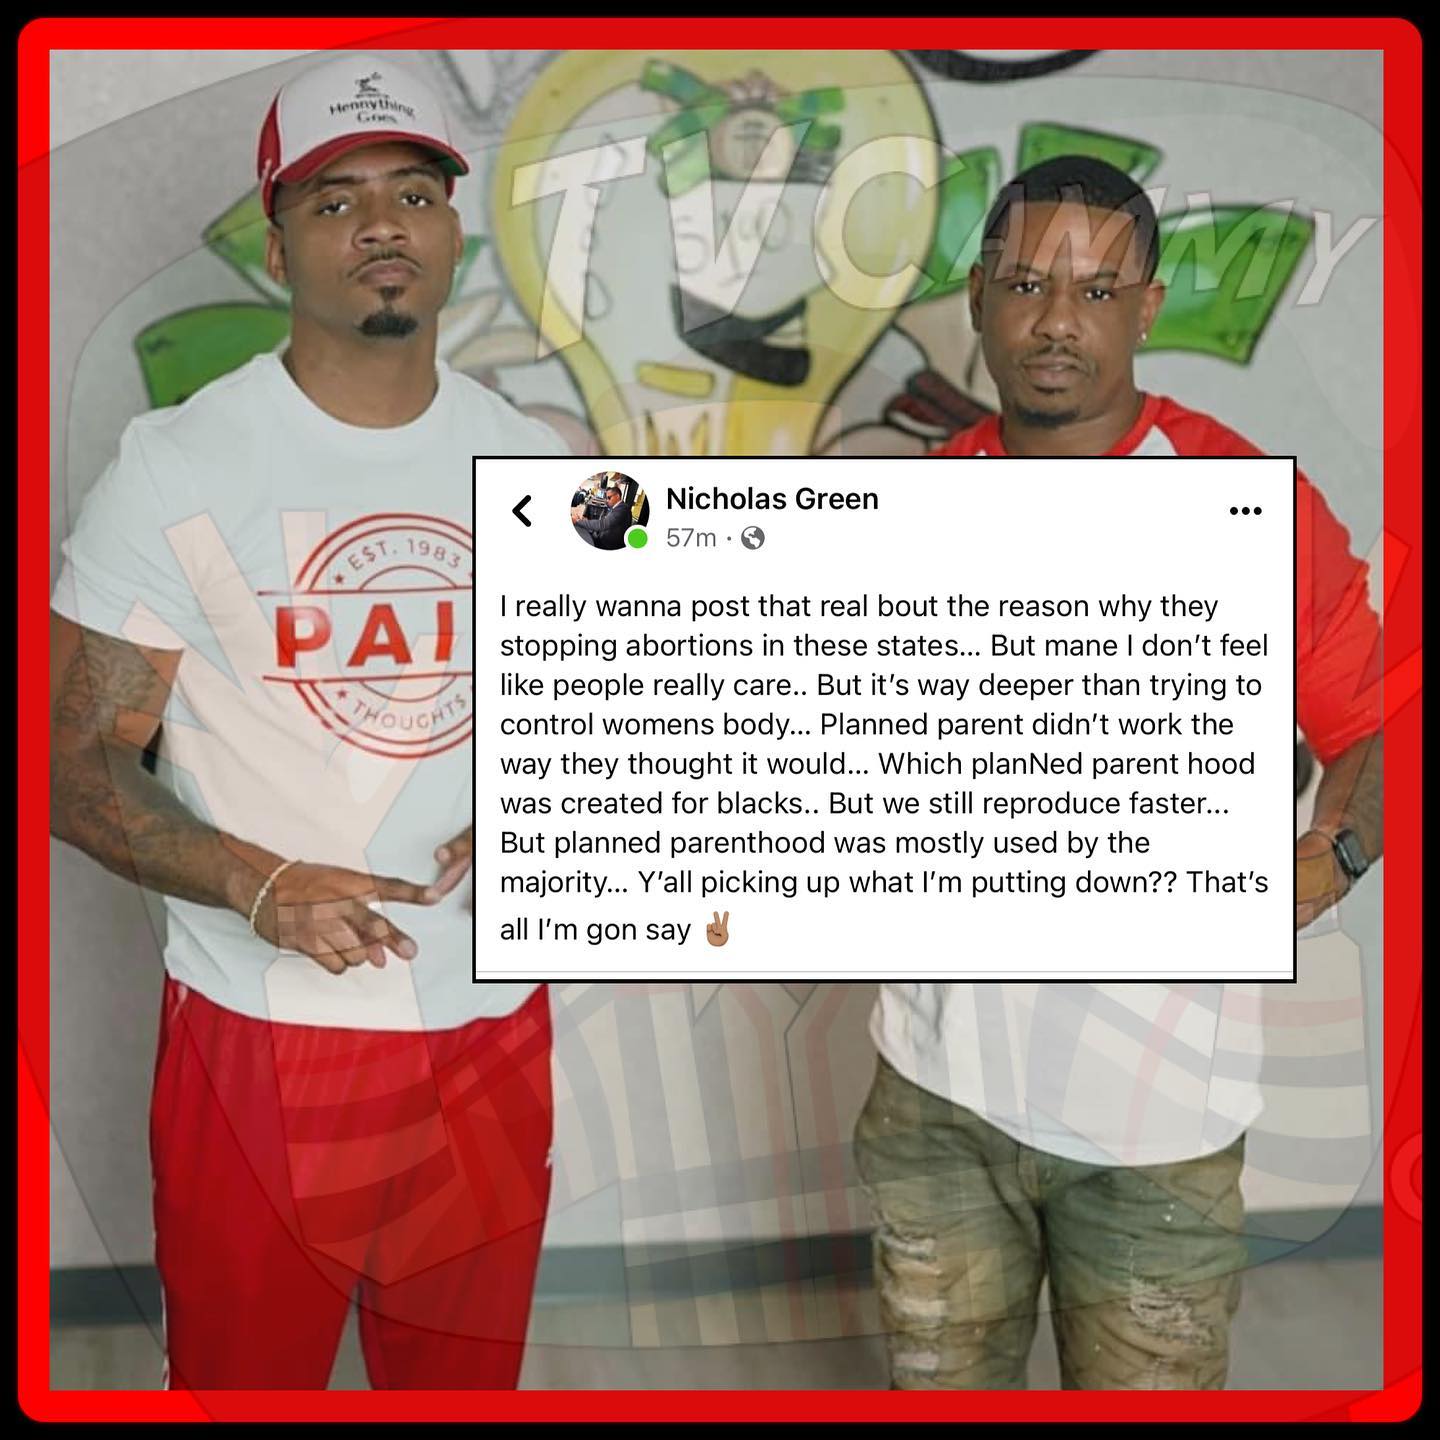 Hennything
Goes
TVCAMMY
E$T. 1983
PAI
THOUGHT$
Nicholas Green
57m ·
I really wanna post that real bout the reason why they
stopping abortions in these states... But mane I don't feel
like people really care.. But it's way deeper than trying to
control womens body... Planned parent didn't work the
way they thought it would... Which planNed parent hood
was created for blacks.. But we still reproduce faster...
But planned parenthood was mostly used by the
majority... Y'all picking up what I'm putting down?? That's
all I'm gon say ✌🏽